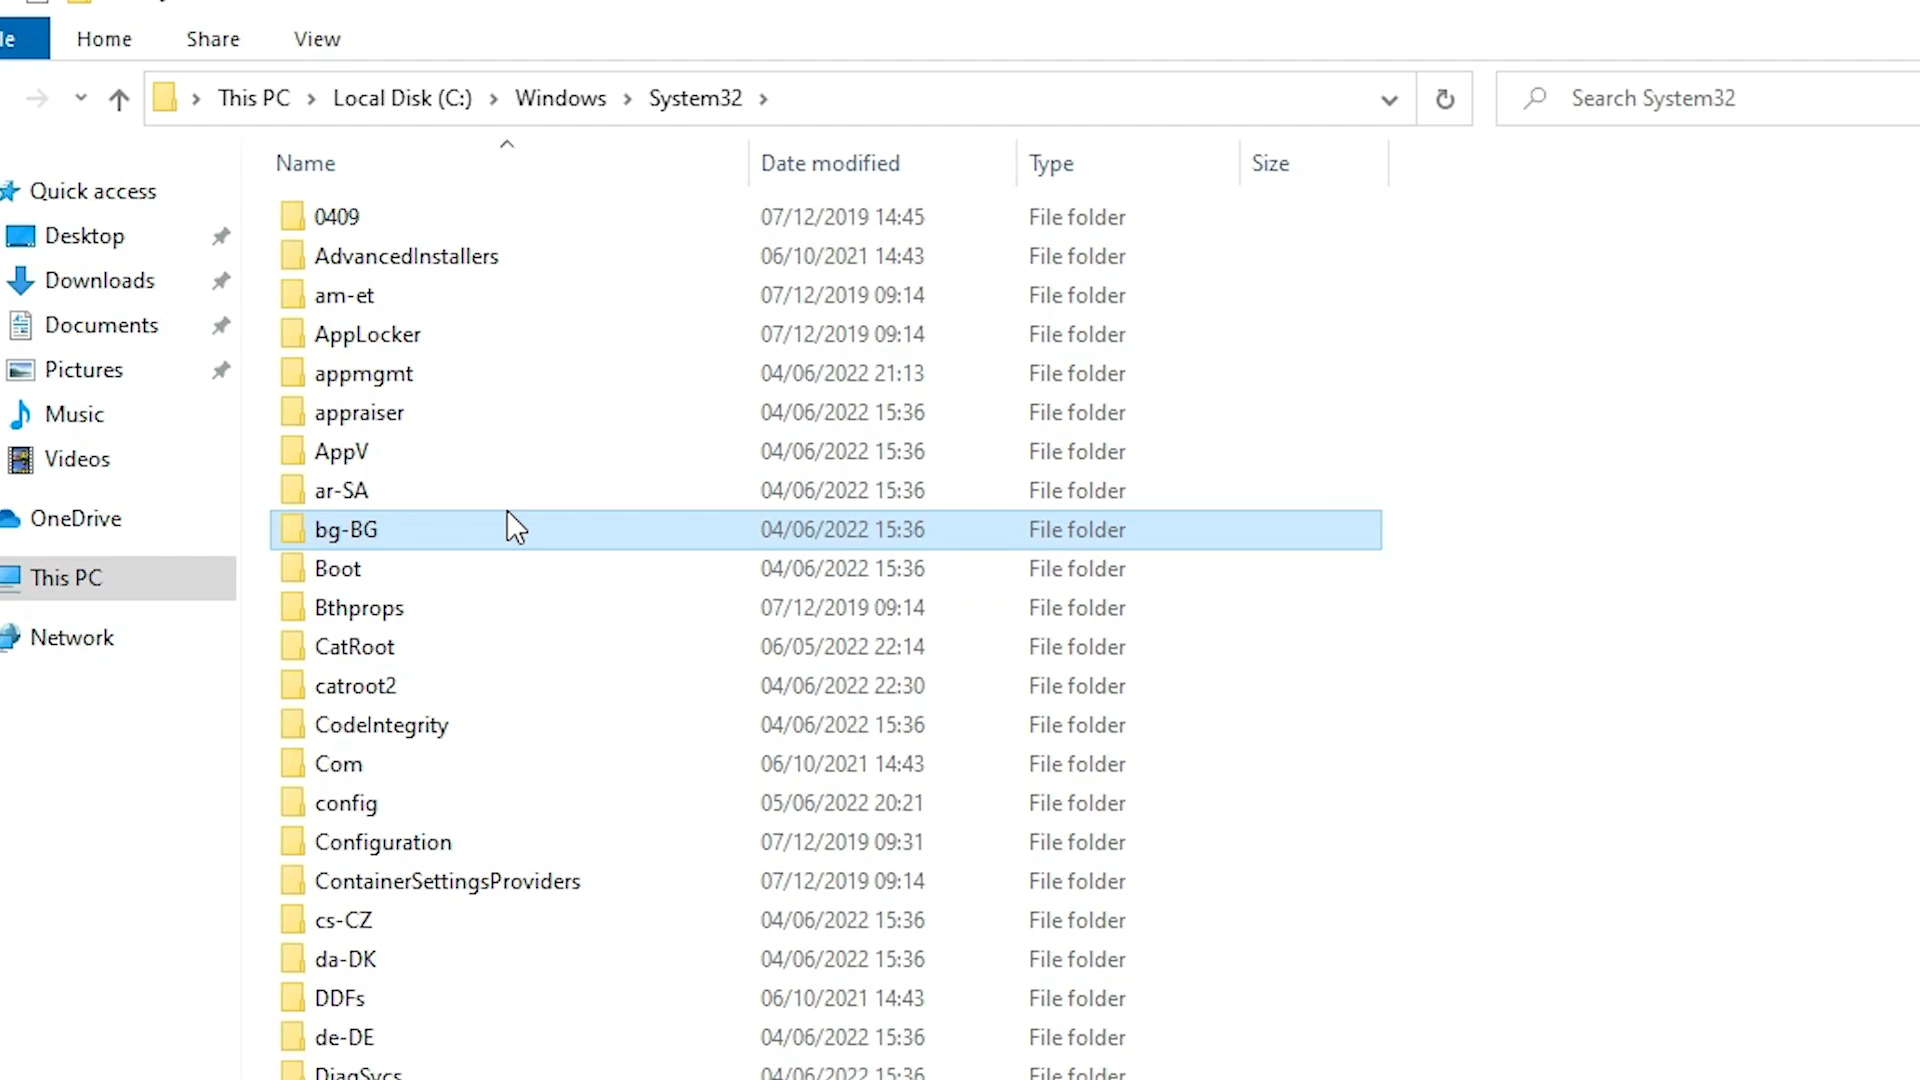 le Home Share View
This PC Local Disk (C:) Windows System32 Search System32
Name Date modified Type Size
Quick access
Desktop
Downloads
Documents
Pictures
Music
Videos
OneDrive
This PC
Network
0409 07/12/2019 14:45 File folder
AdvancedInstallers 06/10/2021 14:43 File folder
am-et 07/12/2019 09:14 File folder
AppLocker 07/12/2019 09:14 File folder
appmgmt 04/06/2022 21:13 File folder
appraiser 04/06/2022 15:36 File folder
AppV 04/06/2022 15:36 File folder
ar-SA 04/06/2022 15:36 File folder
bg-BG 04/06/2022 15:36 File folder
Boot 04/06/2022 15:36 File folder
Bthprops 07/12/2019 09:14 File folder
CatRoot 06/05/2022 22:14 File folder
catroot2 04/06/2022 22:30 File folder
CodeIntegrity 04/06/2022 15:36 File folder
Com 06/10/2021 14:43 File folder
config 05/06/2022 20:21 File folder
Configuration 07/12/2019 09:31 File folder
ContainerSettingsProviders 07/12/2019 09:14 File folder
cs-CZ 04/06/2022 15:36 File folder
da-DK 04/06/2022 15:36 File folder
DDFs 06/10/2021 14:43 File folder
de-DE 04/06/2022 15:36 File folder
DiagSvcs 04/06/2022 15:36 File folder